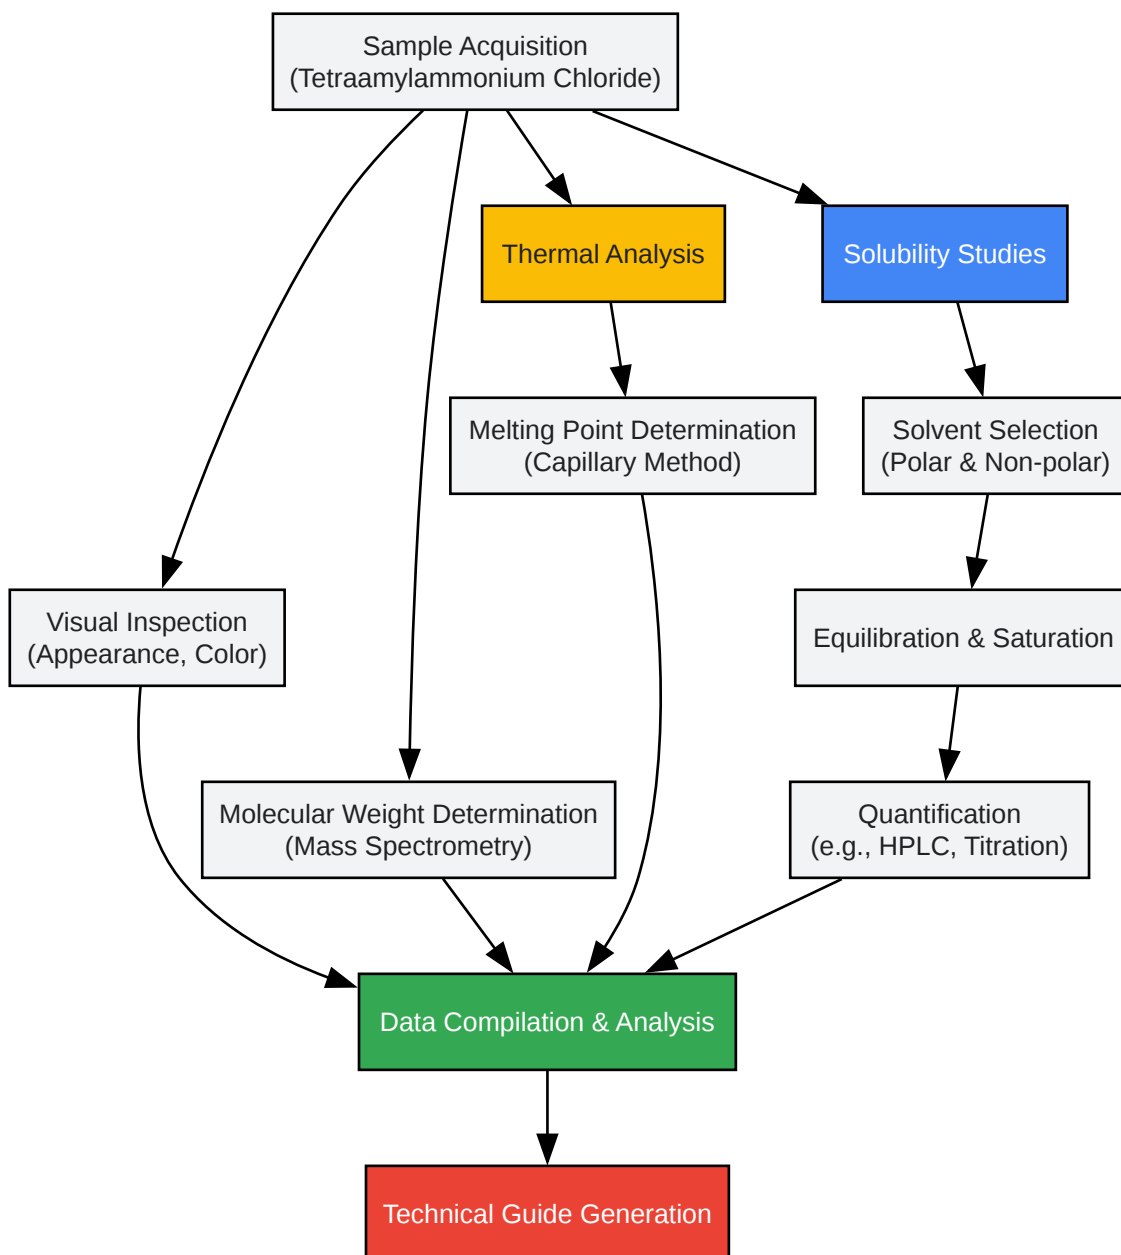 Sample Acquisition
(Tetraamylammonium Chloride)
Thermal Analysis
Solubility Studies
Melting Point Determination
(Capillary Method)
Solvent Selection
(Polar & Non-polar)
Visual Inspection
(Appearance, Color)
Equilibration & Saturation
Molecular Weight Determination
(Mass Spectrometry)
Quantification
(e.g., HPLC, Titration)
Data Compilation & Analysis
Technical Guide Generation